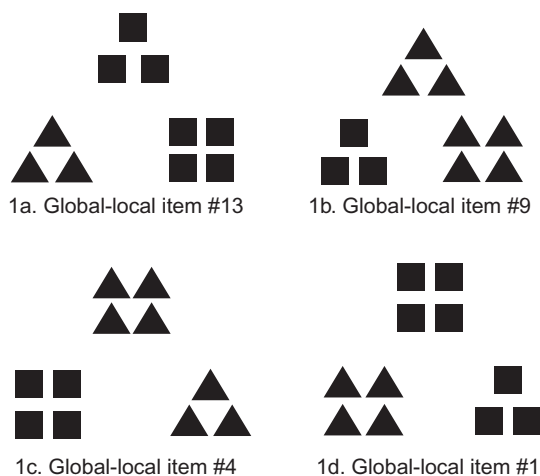 1a. Global-local item #13
1b. Global-local item #9
1c. Global-local item #4
1d. Global-local item #1